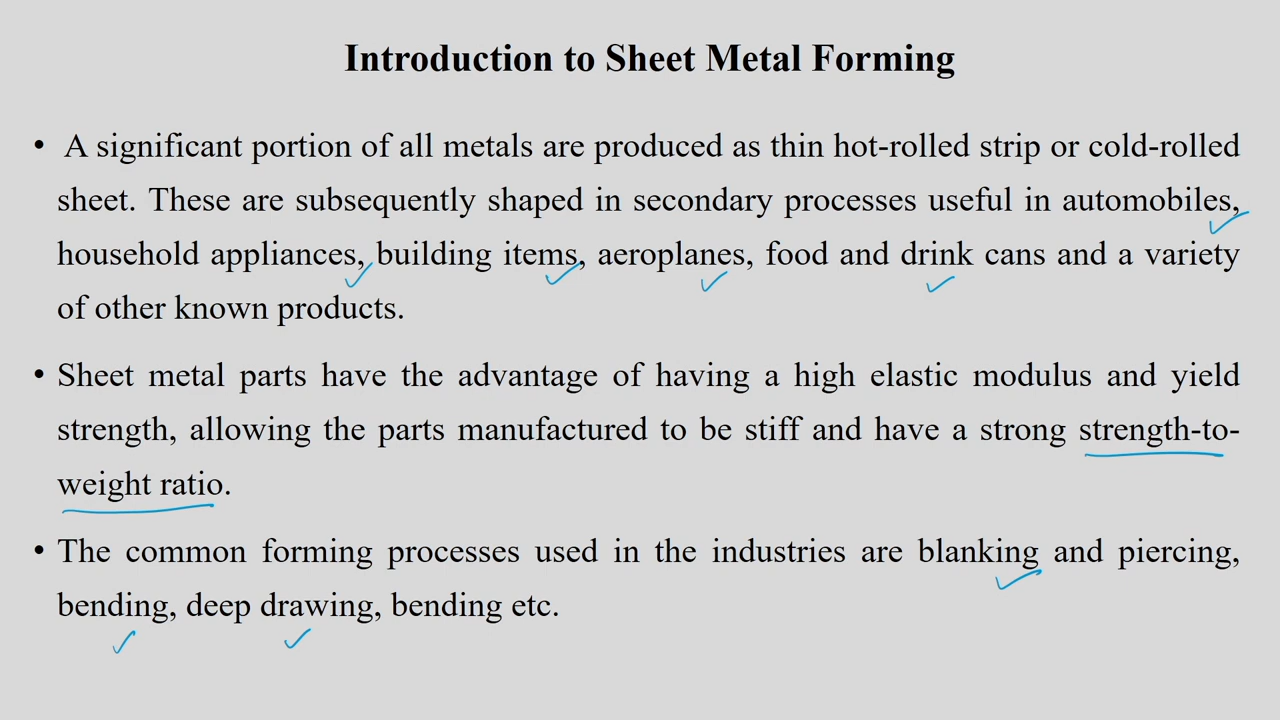 Introduction to Sheet Metal Forming
• A significant portion of all metals are produced as thin hot-rolled strip or cold-rolled
sheet. These are subsequently shaped in secondary processes useful in automobiles,
household appliances, building items, aeroplanes, food and drink cans and a variety
of other known products.
• Sheet metal parts have the advantage of having a high elastic modulus and yield
strength, allowing the parts manufactured to be stiff and have a strong strength-to-
weight ratio.
• The common forming processes used in the industries are blanking and piercing,
bending, deep drawing, bending etc.